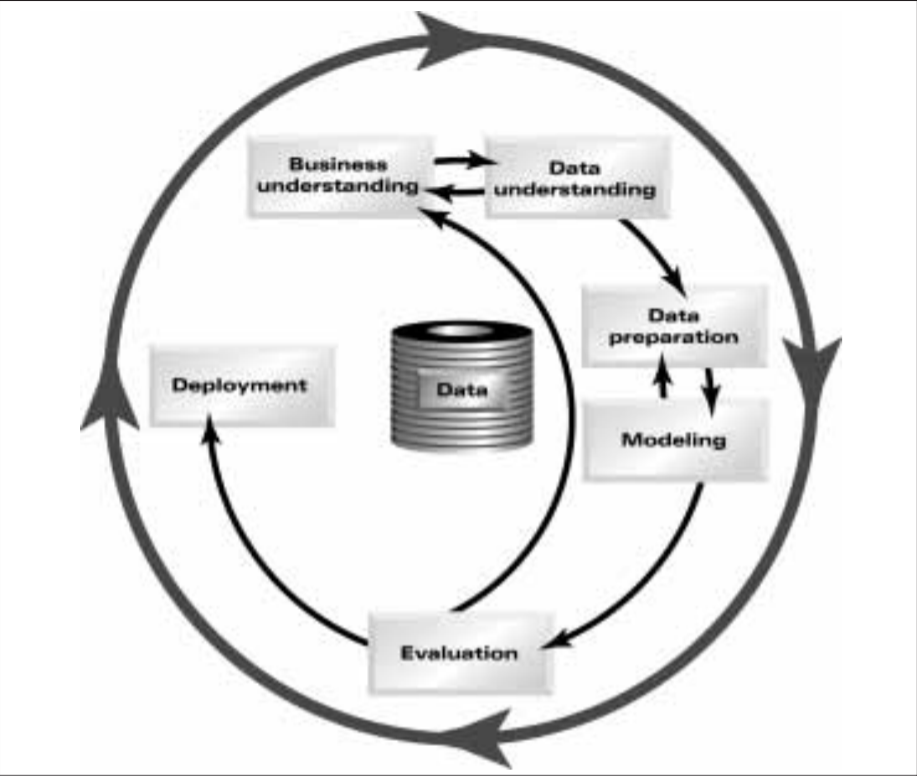 Business
understanding
Data
understanding
Data
preparation
Modeling
Evaluation
Deployment
Data